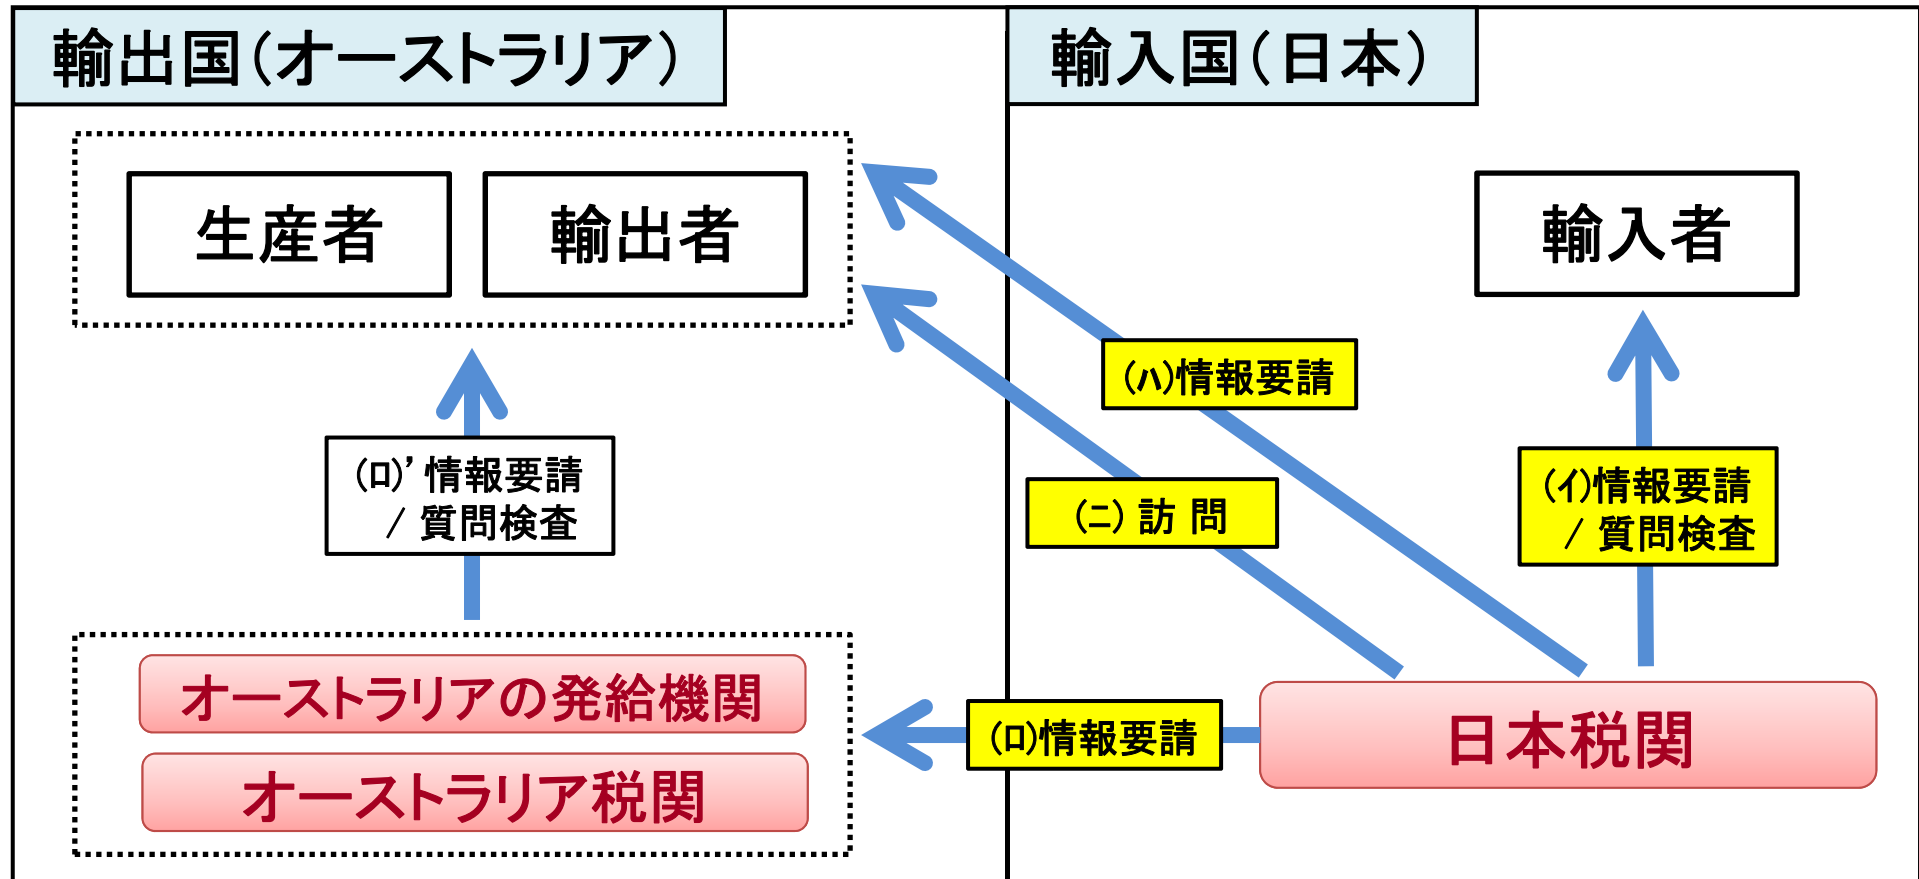 輸出国（オーストラリア）
輸入国（日本）
生産者
輸出者
輸入者
(ハ)情報要請
(ロ)’情報要請
/ 質問検査
(ニ) 訪 問
(イ)情報要請
/ 質問検査
オーストラリアの発給機関
オーストラリア税関
(ロ)情報要請
日本税関